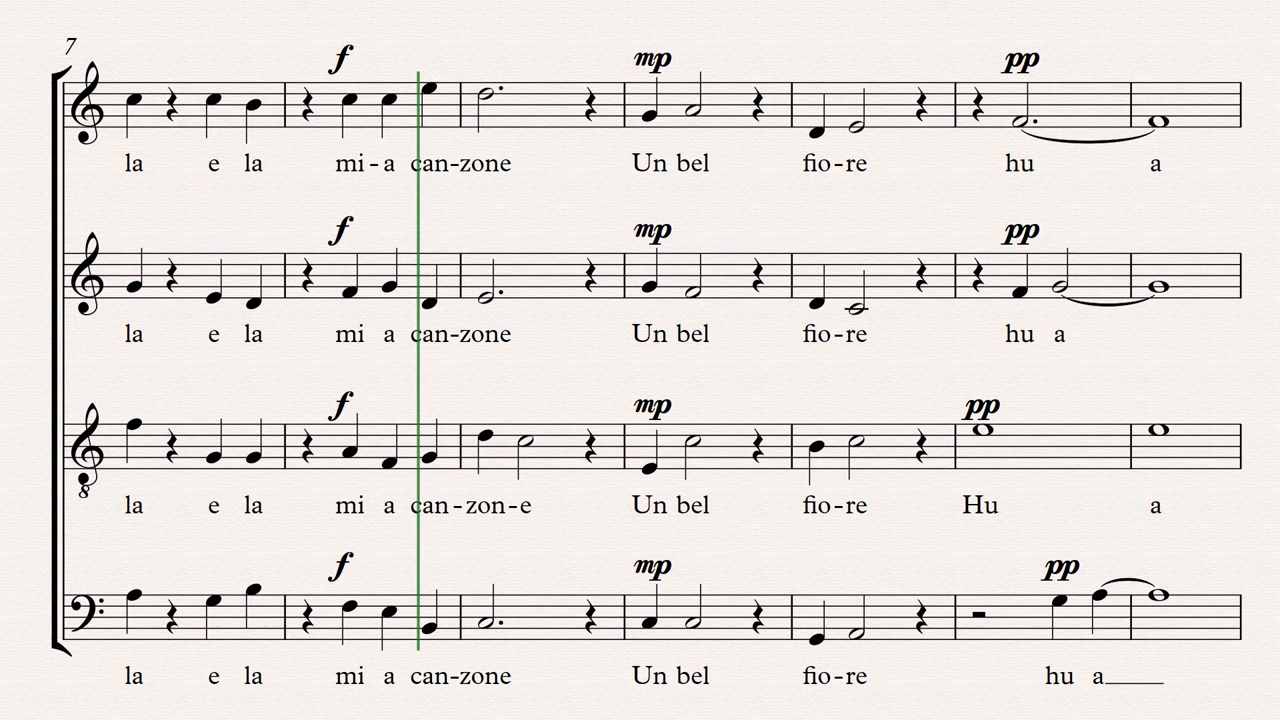 7
f mp pp
la e la mi-a can-zone Un bel fio-re hu a
f mp pp
la e la mi a can-zone Un bel fio-re hu a
f mp pp
8
la e la mi a can-zon-e Un bel fio-re Hu a
f mp pp
la e la mi a can-zone Un bel fio-re hu a